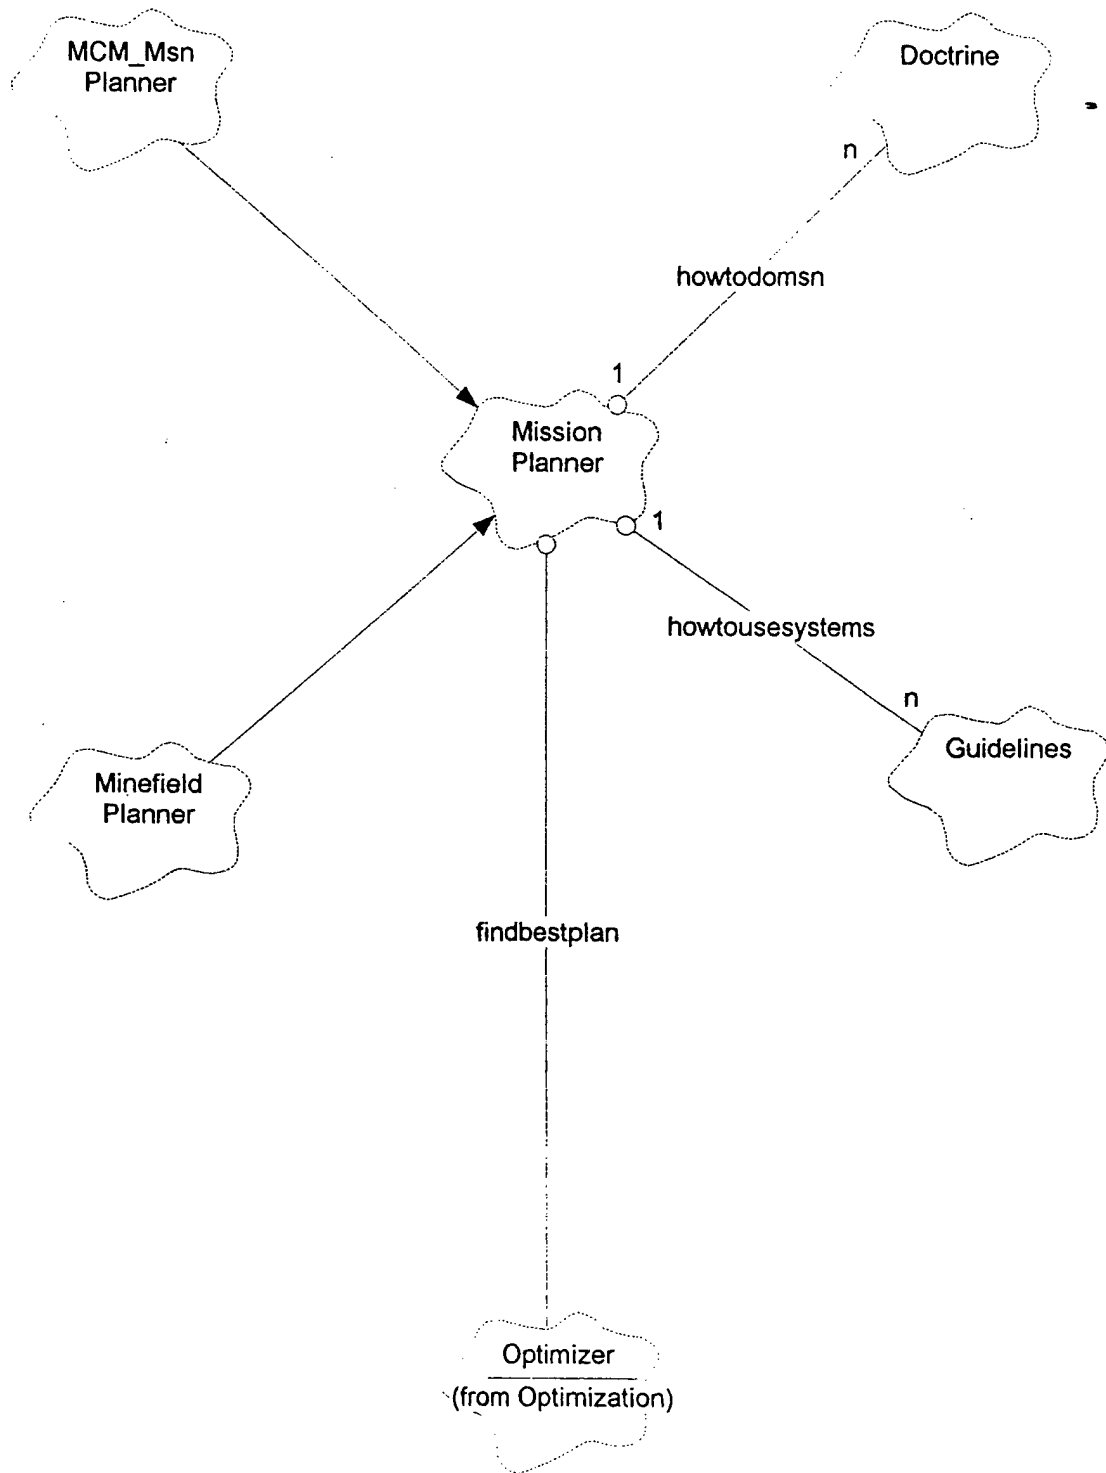 MCM_Msn
Planner
Doctrine
n
howtodomsn
1
Mission
Planner
1
howtousesystems
n
Guidelines
Minefield
Planner
findbestplan
Optimizer
(from Optimization)